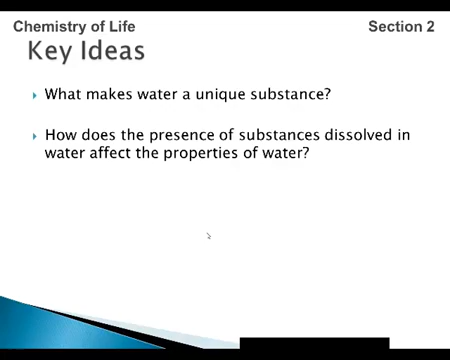 Chemistry of Life Section 2
Key Ideas
What makes water a unique substance?
How does the presence of substances dissolved in
water affect the properties of water?